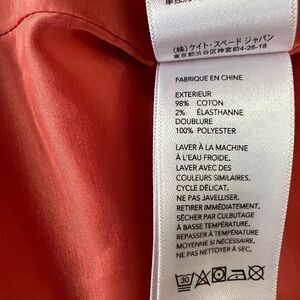 (株)ケイト・スペード ジャパン
東京都渋谷区神宮前4-26-18
FABRIQUÉ EN CHINE
EXTERIEUR
98% COTON
2% ÉLASTHANNE
DOUBLURE
100% POLYESTER
LAVER À LA MACHINE
À L'EAU FROIDE.
LAVER AVEC DES
COULEURS SIMILAIRES.
CYCLE DÉLICAT.
NE PAS JAVELLISER.
RETIRER IMMÉDIATEMENT.
SÉCHER PAR CULBUTAGE
À BASSE TEMPÉRATURE.
REPASSER À TEMPÉRATURE
MOYENNE SI NÉCESSAIRE.
NE PAS NETTOYER À SEC.
30